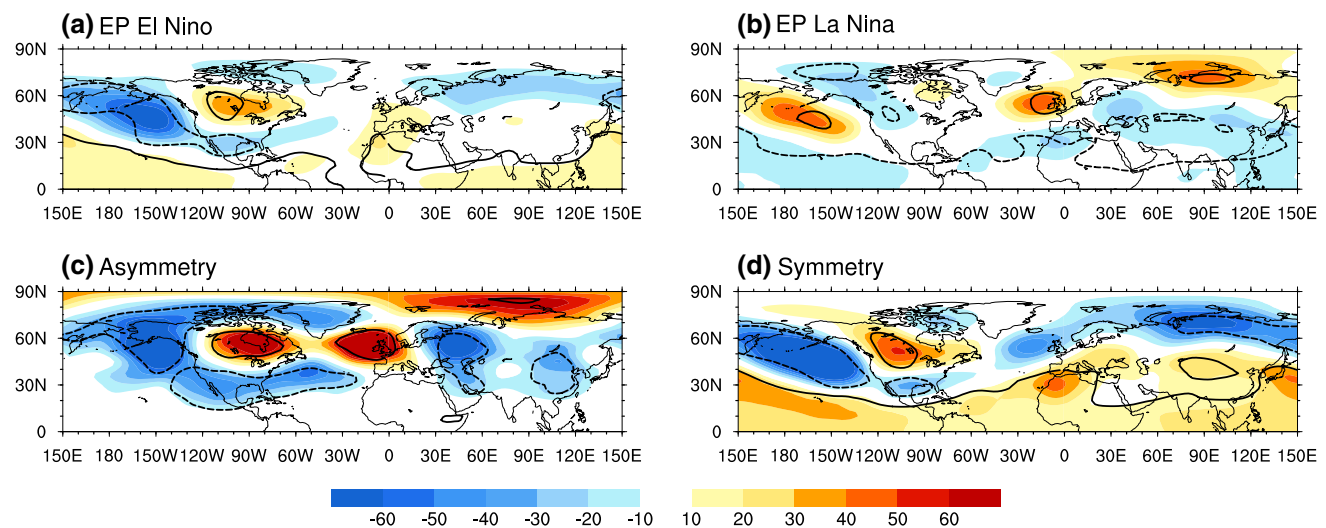 (a) EP El Nino
(b) EP La Nina
90N
60N
30N
0
150E 180 150W 120W 90W 60W 30W 0 30E 60E 90E 120E 150E
90N
60N
30N
0
150E 180 150W 120W 90W 60W 30W 0 30E 60E 90E 120E 150E
(c) Asymmetry
(d) Symmetry
90N
60N
30N
0
150E 180 150W 120W 90W 60W 30W 0 30E 60E 90E 120E 150E
90N
60N
30N
0
150E 180 150W 120W 90W 60W 30W 0 30E 60E 90E 120E 150E
-60 -50 -40 -30 -20 -10 10 20 30 40 50 60